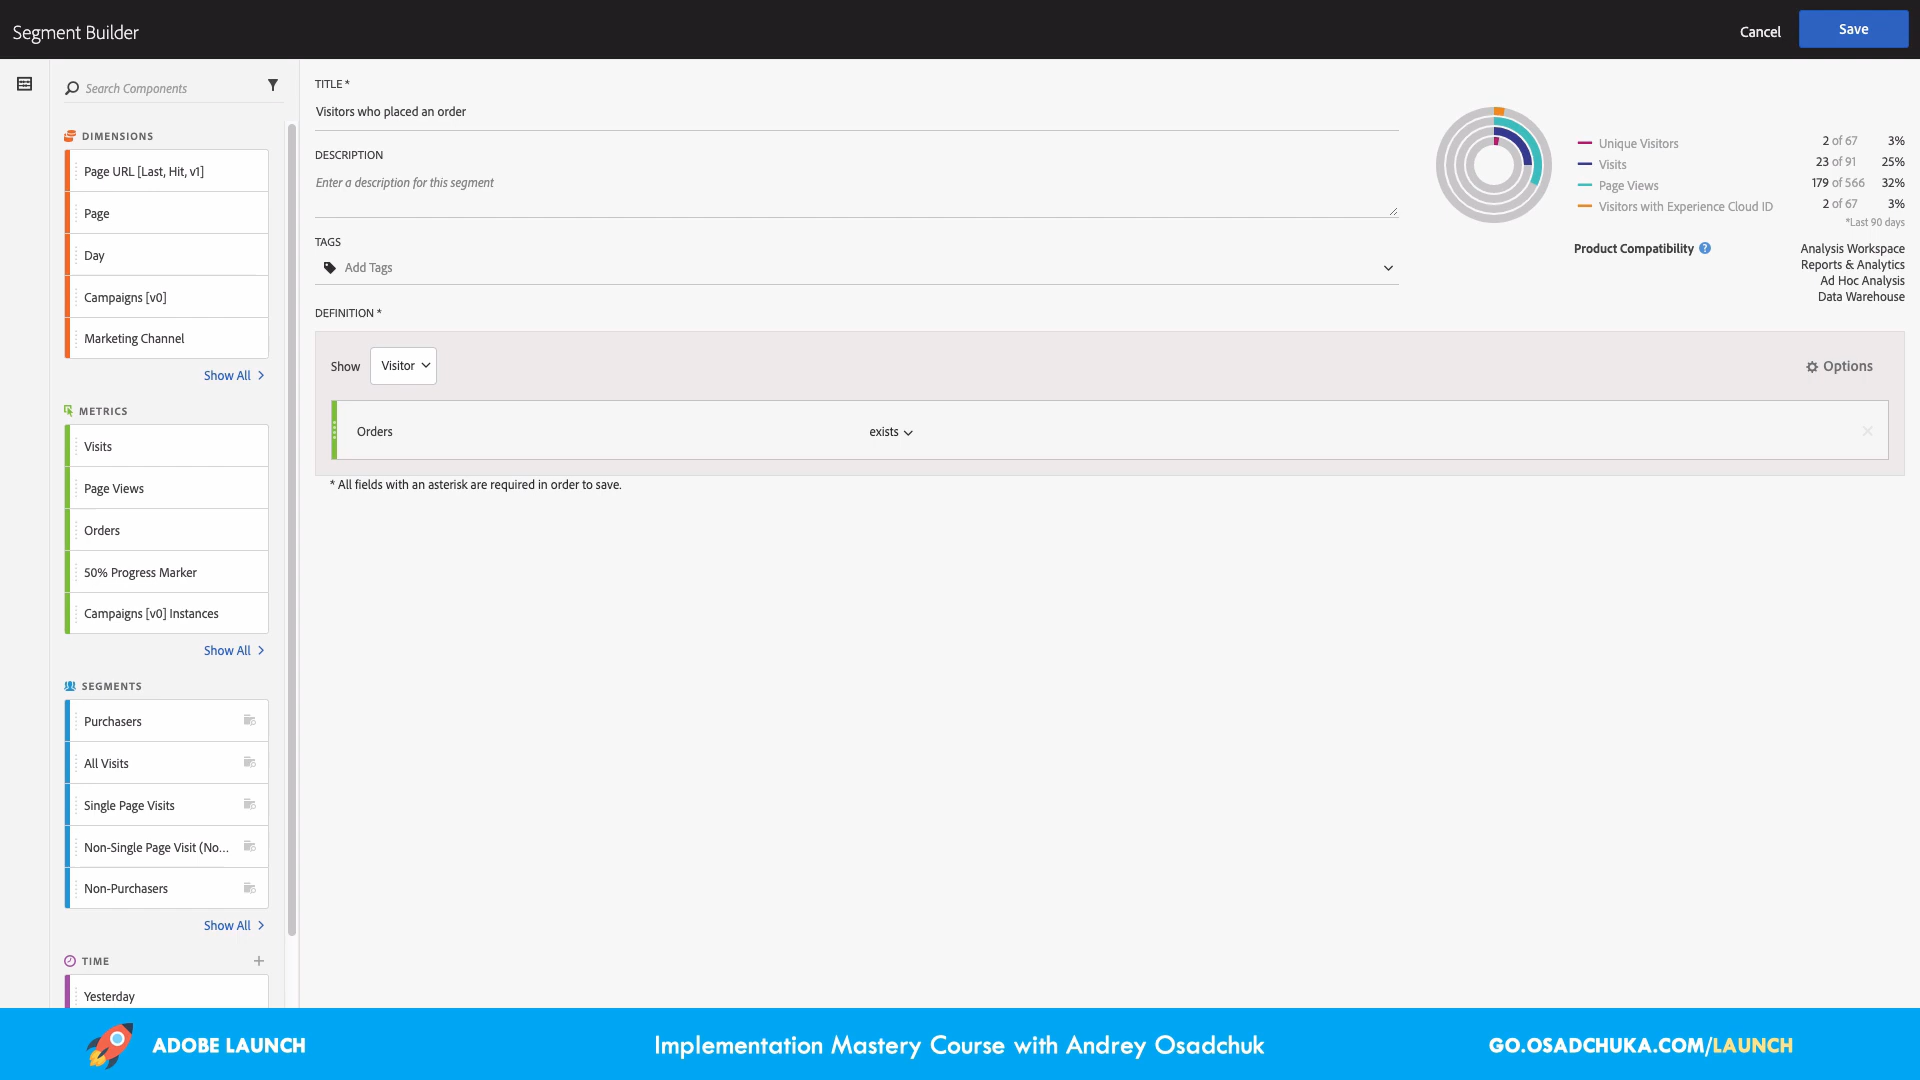 Segment Builder
Cancel
Save
Search Components
DIMENSIONS
Page URL [Last, Hit, v1]
Page
Day
Campaigns [v0]
Marketing Channel
Show All
METRICS
Visits
Page Views
Orders
50% Progress Marker
Campaigns [v0] Instances
Show All
SEGMENTS
Purchasers
All Visits
Single Page Visits
Non-Single Page Visit (No...
Non-Purchasers
Show All
TIME
Yesterday
TITLE *
Visitors who placed an order
DESCRIPTION
Enter a description for this segment
TAGS
Add Tags
DEFINITION *
Show Visitor
Options
Orders exists
* All fields with an asterisk are required in order to save.
Unique Visitors 2 of 67 3%
Visits 23 of 91 25%
Page Views 179 of 566 32%
Visitors with Experience Cloud ID 2 of 67 3%
*Last 90 days
Product Compatibility ? Analysis Workspace
Reports & Analytics
Ad Hoc Analysis
Data Warehouse
ADOBE LAUNCH
Implementation Mastery Course with Andrey Osadchuk
GO.OSADCHUKA.COM/LAUNCH